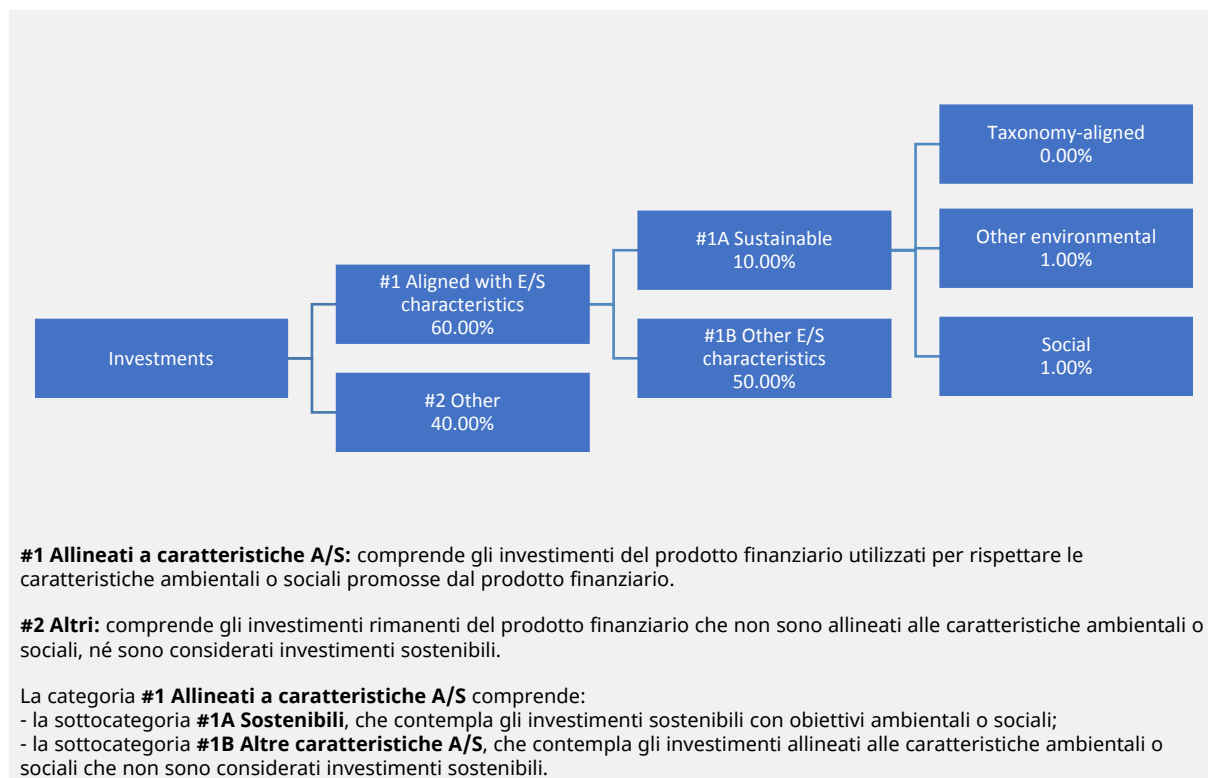 Investments
#1 Aligned with E/S
characteristics
60.00%
#2 Other
40.00%
#1A Sustainable
10.00%
#1B Other E/S
characteristics
50.00%
Taxonomy-aligned
0.00%
Other environmental
1.00%
Social
1.00%
#1 Allineati a caratteristiche A/S: comprende gli investimenti del prodotto finanziario utilizzati per rispettare le
caratteristiche ambientali o sociali promosse dal prodotto finanziario.
#2 Altri: comprende gli investimenti rimanenti del prodotto finanziario che non sono allineati alle caratteristiche ambientali o
sociali, né sono considerati investimenti sostenibili.
La categoria #1 Allineati a caratteristiche A/S comprende:
- la sottocategoria #1A Sostenibili, che contempla gli investimenti sostenibili con obiettivi ambientali o sociali;
- la sottocategoria #1B Altre caratteristiche A/S, che contempla gli investimenti allineati alle caratteristiche ambientali o
sociali che non sono considerati investimenti sostenibili.